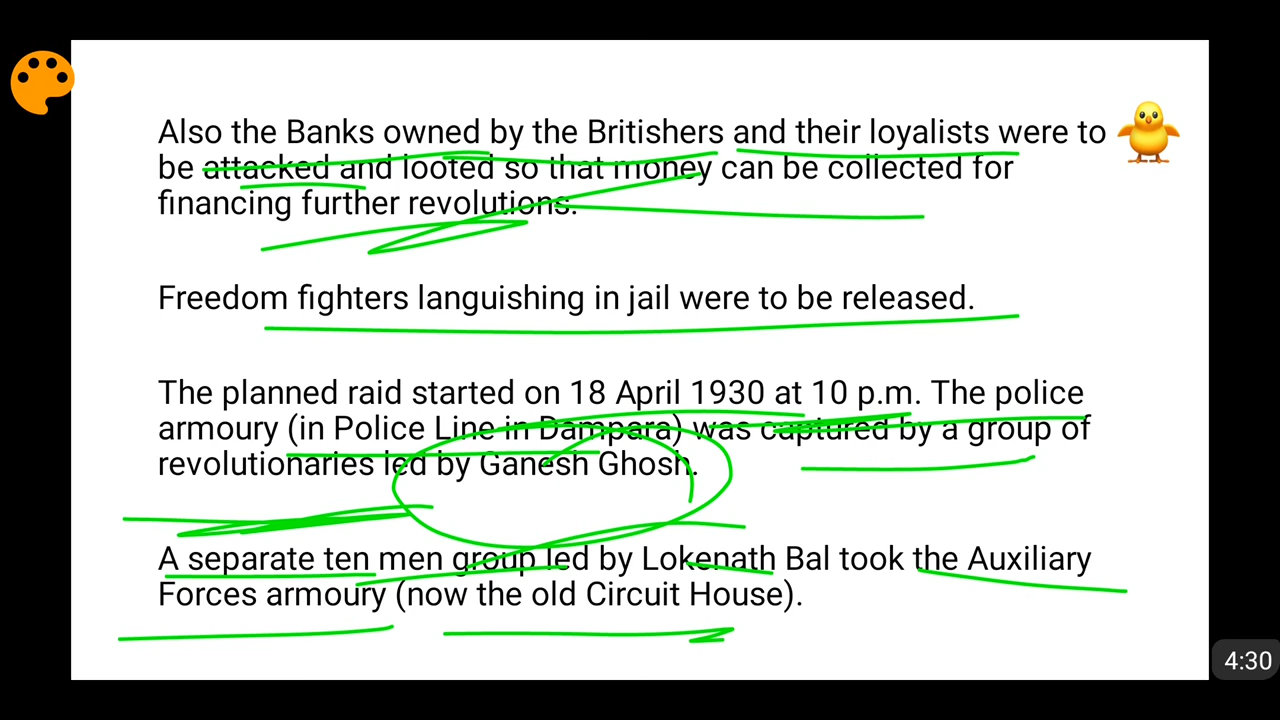 Also the Banks owned by the Britishers and their loyalists were to
be attacked and looted so that money can be collected for
financing further revolutions.
Freedom fighters languishing in jail were to be released.
The planned raid started on 18 April 1930 at 10 p.m. The police
armoury (in Police Line in Dampara) was captured by a group of
revolutionaries led by Ganesh Ghosh.
A separate ten men group led by Lokenath Bal took the Auxiliary
Forces armoury (now the old Circuit House).
4:30